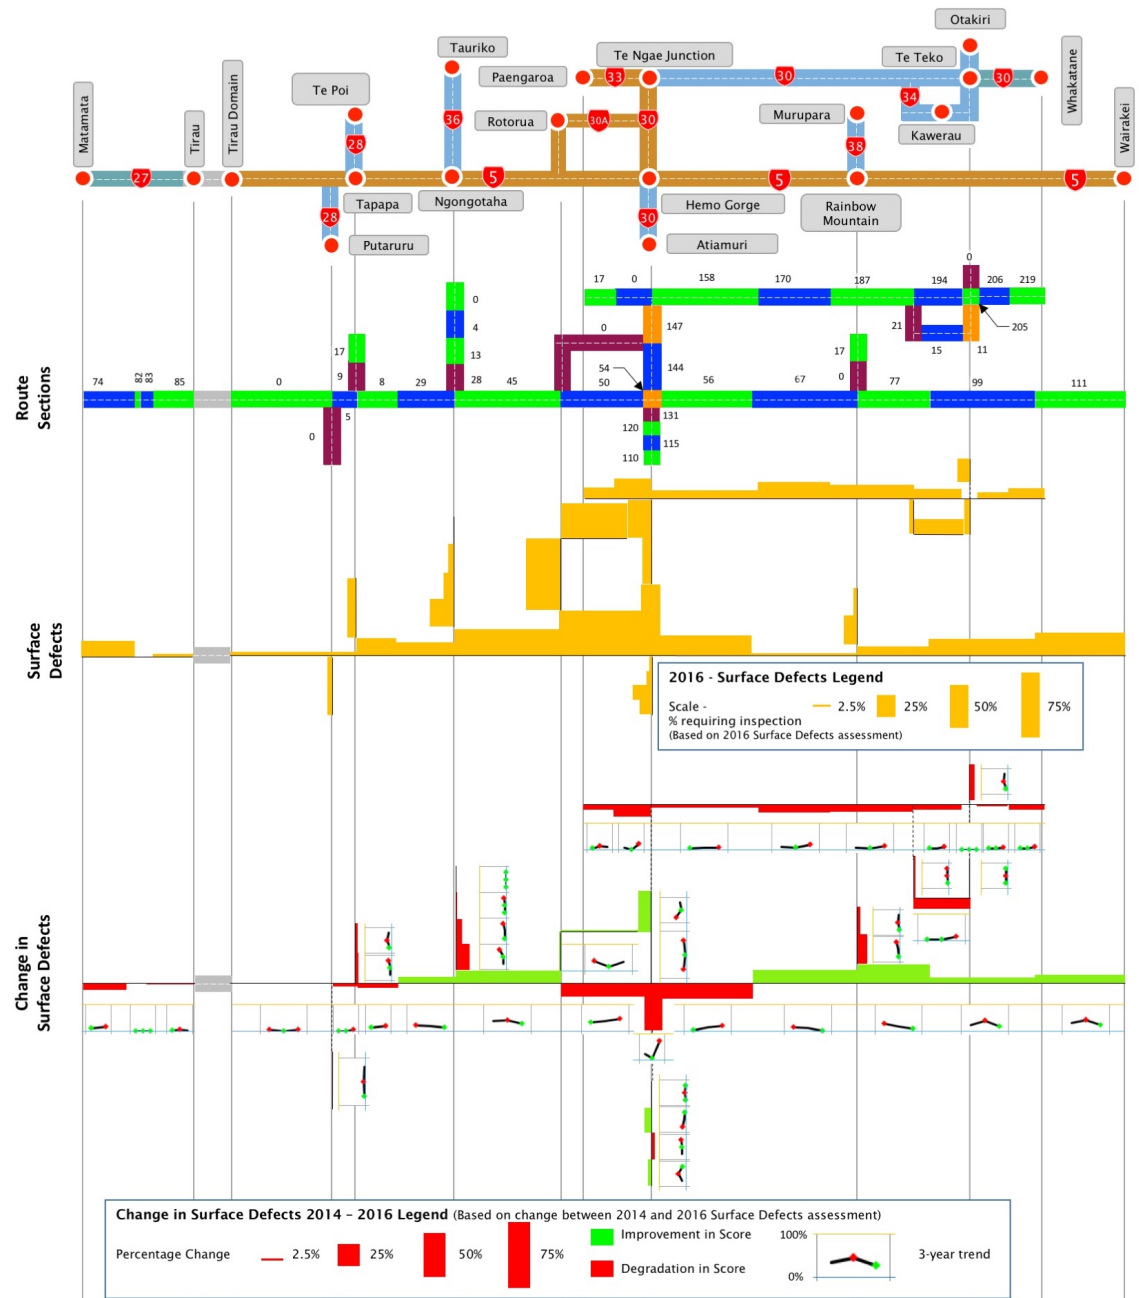 Otakiri
Tauriko
Te Ngae Junction
Te Teko
Paengaroa
33
30
30
Whakatane
Te Poi
34
Matamata
Tirau
Tirau Domain
Rotorua
30A
30
36
Murupara
Kawerau
Wairakei
28
38
27
5
5
5
Tapapa
Ngongotaha
Hemo Gorge
Rainbow
Mountain
28
30
Putaruru
Atiamuri
Route
Sections
0
17
0
158
170
187
194
206
219
0
4
13
28
0
147
144
21
15
11
205
17
9
17
0
54
50
74
82
83
85
0
8
29
45
56
67
77
99
111
5
0
131
120
115
110
Surface
Defects
2016 - Surface Defects Legend
Scale -
% requiring inspection
(Based on 2016 Surface Defects assessment)
2.5%
25%
50%
75%
Change in
Surface Defects
Change in Surface Defects 2014 – 2016 Legend (Based on change between 2014 and 2016 Surface Defects assessment)
Percentage Change
2.5%
25%
50%
75%
Improvement in Score
Degradation in Score
100%
0%
3-year trend